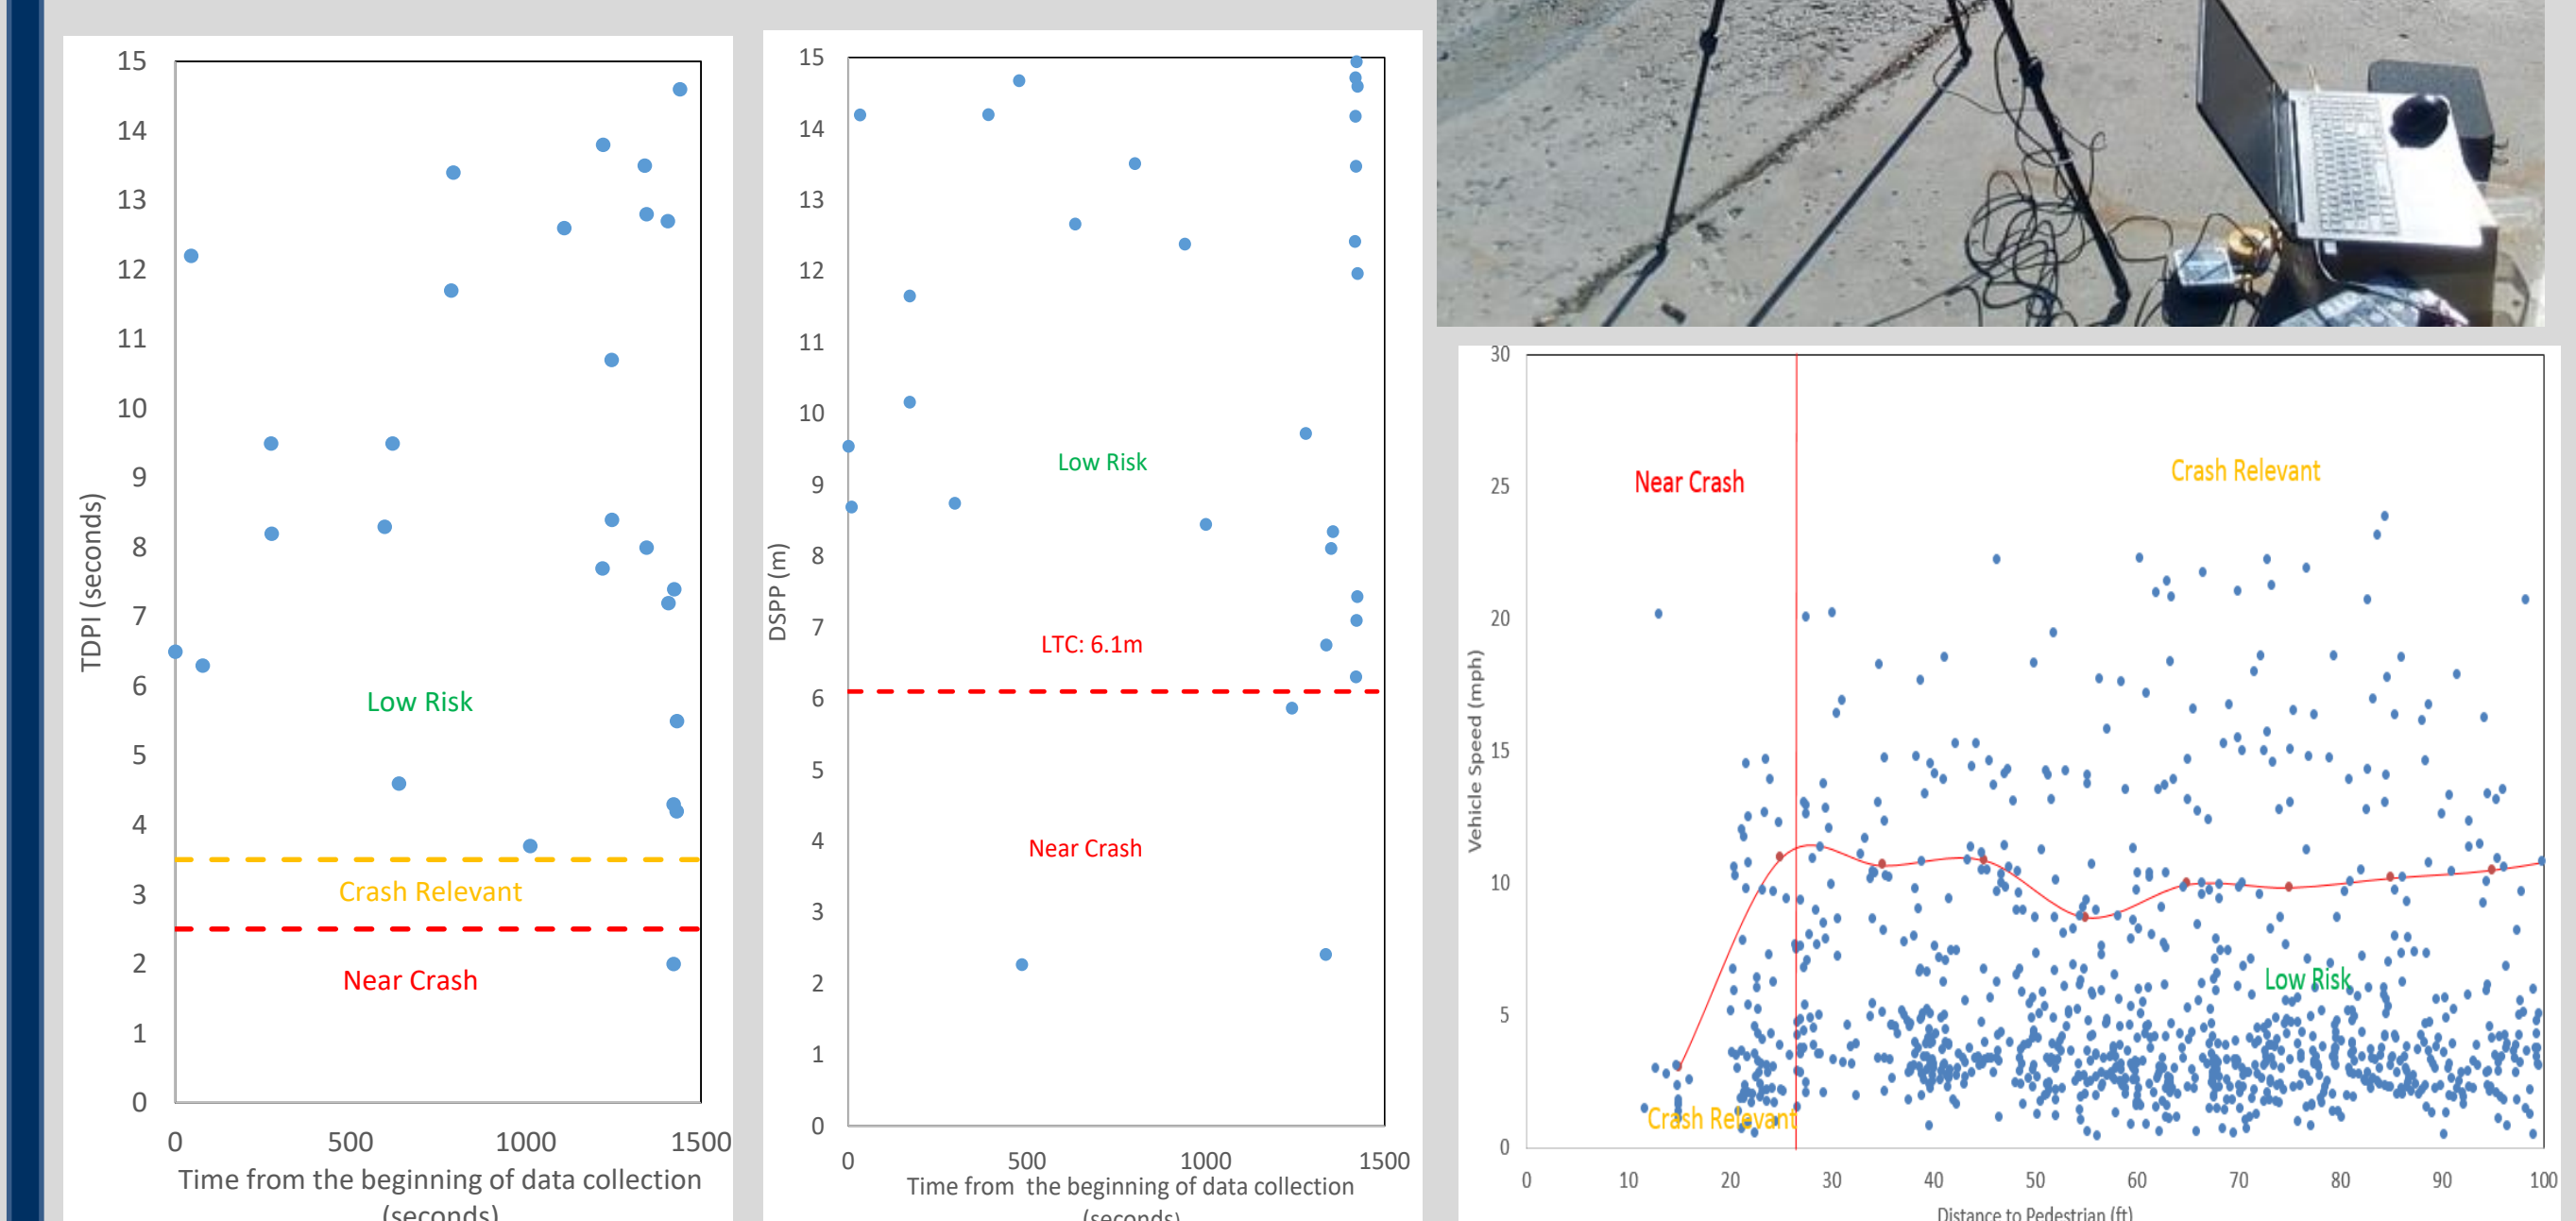 15
14
13
12
11
10
9
8
7
6
5
4
3
2
1
0
TDPI (seconds)
Low Risk
Crash Relevant
Near Crash
0 500 1000 1500
Time from the beginning of data collection
(seconds)
15
14
13
12
11
10
9
8
7
6
5
4
3
2
1
0
DSPP (m)
Low Risk
LTC: 6.1m
Near Crash
0 500 1000 1500
Time from the beginning of data collection
(seconds)
30
25
20
15
10
5
0
Vehicle Speed (mph)
Near Crash
Crash Relevant
Low Risk
Crash Relevant
0 10 20 30 40 50 60 70 80 90 100
Distance to Pedestrian (ft)